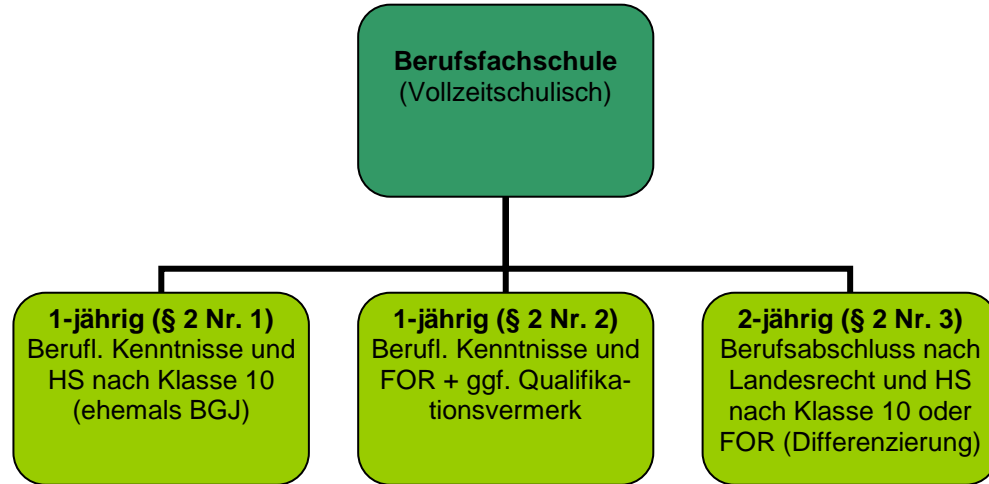 Berufsfachschule
(Vollzeitschulisch)
1-jährig (§ 2 Nr. 1)
Berufl. Kenntnisse und
HS nach Klasse 10
(ehemals BGJ)
1-jährig (§ 2 Nr. 2)
Berufl. Kenntnisse und
FOR + ggf. Qualifika-
tionsvermerk
2-jährig (§ 2 Nr. 3)
Berufsabschluss nach
Landesrecht und HS
nach Klasse 10 oder
FOR (Differenzierung)